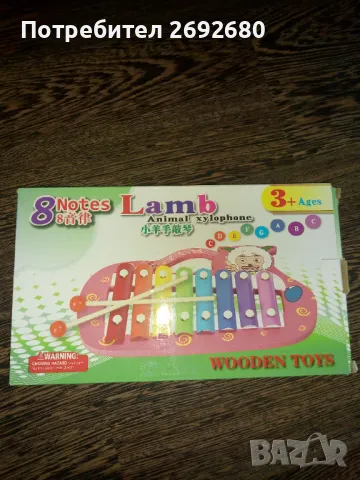 Потребител 2692680
8 Notes
8音律
Lamb
Animal xylophone
小羊手敲琴
3+ Ages
C D E F G A B C
WARNING:
CHOKING HAZARD
WOODEN TOYS
BAZAR